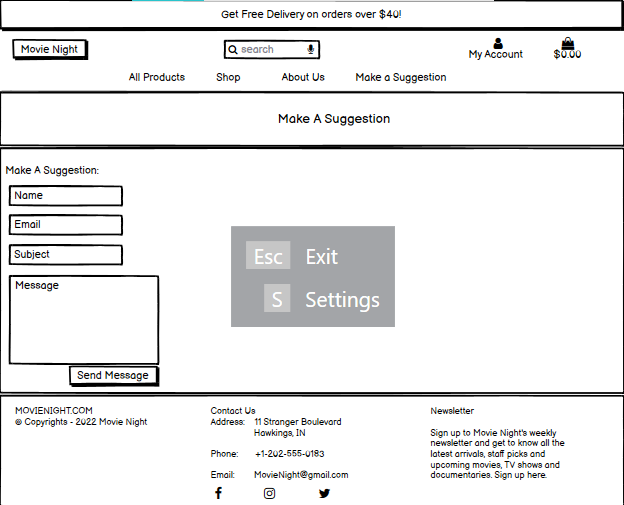 Get Free Delivery on orders over $40!
Movie Night
search
My Account
$0.00
All Products Shop About Us Make a Suggestion
Make A Suggestion
Make A Suggestion:
Name
Email
Subject
Message
Send Message
Esc Exit
S Settings
MOVIENIGHT.COM
© Copyrights - 2022 Movie Night
Contact Us
Address: 11 Stranger Boulevard
Hawkings, IN
Phone: +1-202-555-0183
Email: MovieNight@gmail.com
Newsletter
Sign up to Movie Night's weekly
newsletter and get to know all the
latest arrivals, staff picks and
upcoming movies, TV shows and
documentaries. Sign up here.